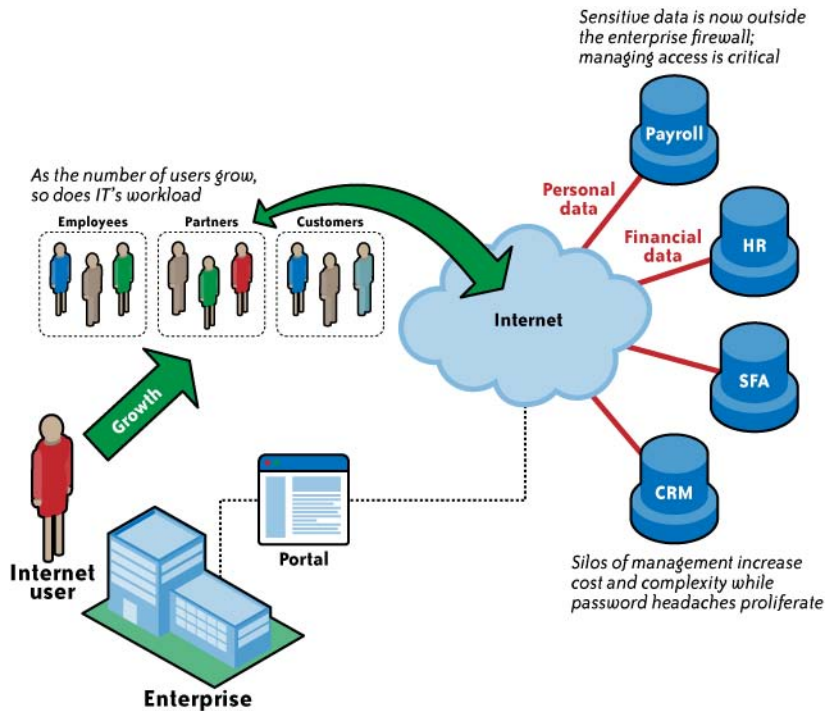 Sensitive data is now outside
the enterprise firewall;
managing access is critical
Payroll
As the number of users grow,
so does IT's workload
Personal
data
Employees
Partners
Customers
Financial
data
HR
Internet
SFA
Growth
CRM
Portal
Internet
user
Silos of management increase
cost and complexity while
password headaches proliferate
Enterprise